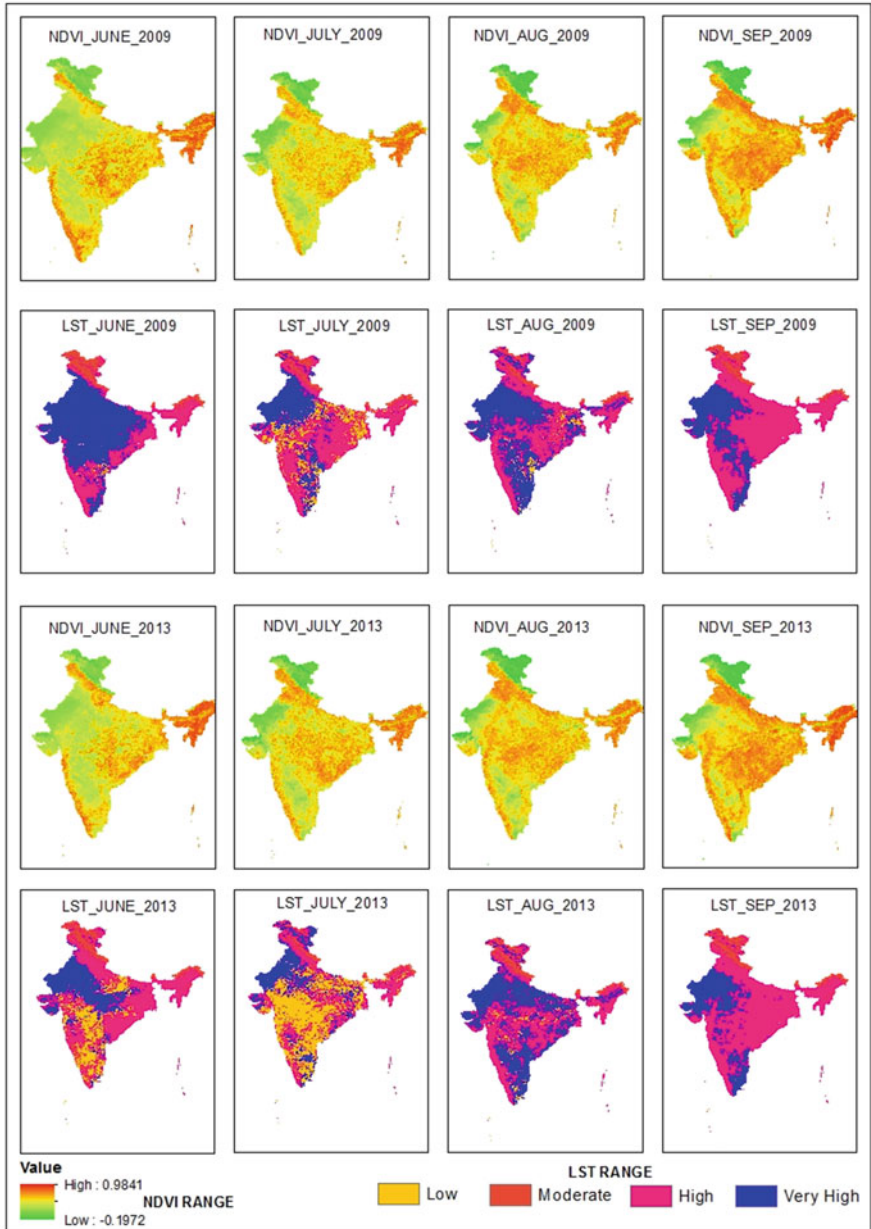 NDVI_JUNE_2009
NDVI_JULY_2009
NDVI_AUG_2009
NDVI_SEP_2009
LST_JUNE_2009
LST_JULY_2009
LST_AUG_2009
LST_SEP_2009
NDVI_JUNE_2013
NDVI_JULY_2013
NDVI_AUG_2013
NDVI_SEP_2013
LST_JUNE_2013
LST_JULY_2013
LST_AUG_2013
LST_SEP_2013
Value
High : 0.9841
NDVI RANGE
Low : -0.1972
LST RANGE
Low
Moderate
High
Very High